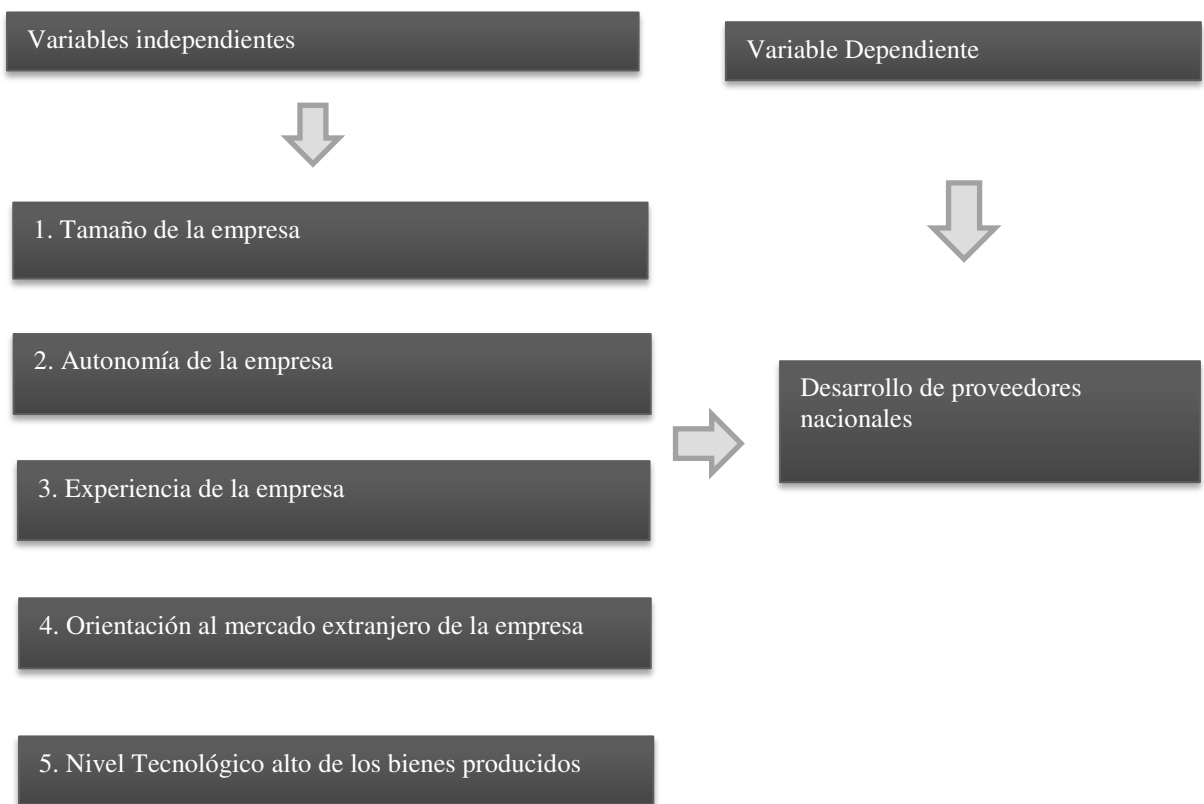 Variables independientes
Variable Dependiente
1. Tamaño de la empresa
2. Autonomía de la empresa
3. Experiencia de la empresa
4. Orientación al mercado extranjero de la empresa
5. Nivel Tecnológico alto de los bienes producidos
Desarrollo de proveedores
nacionales